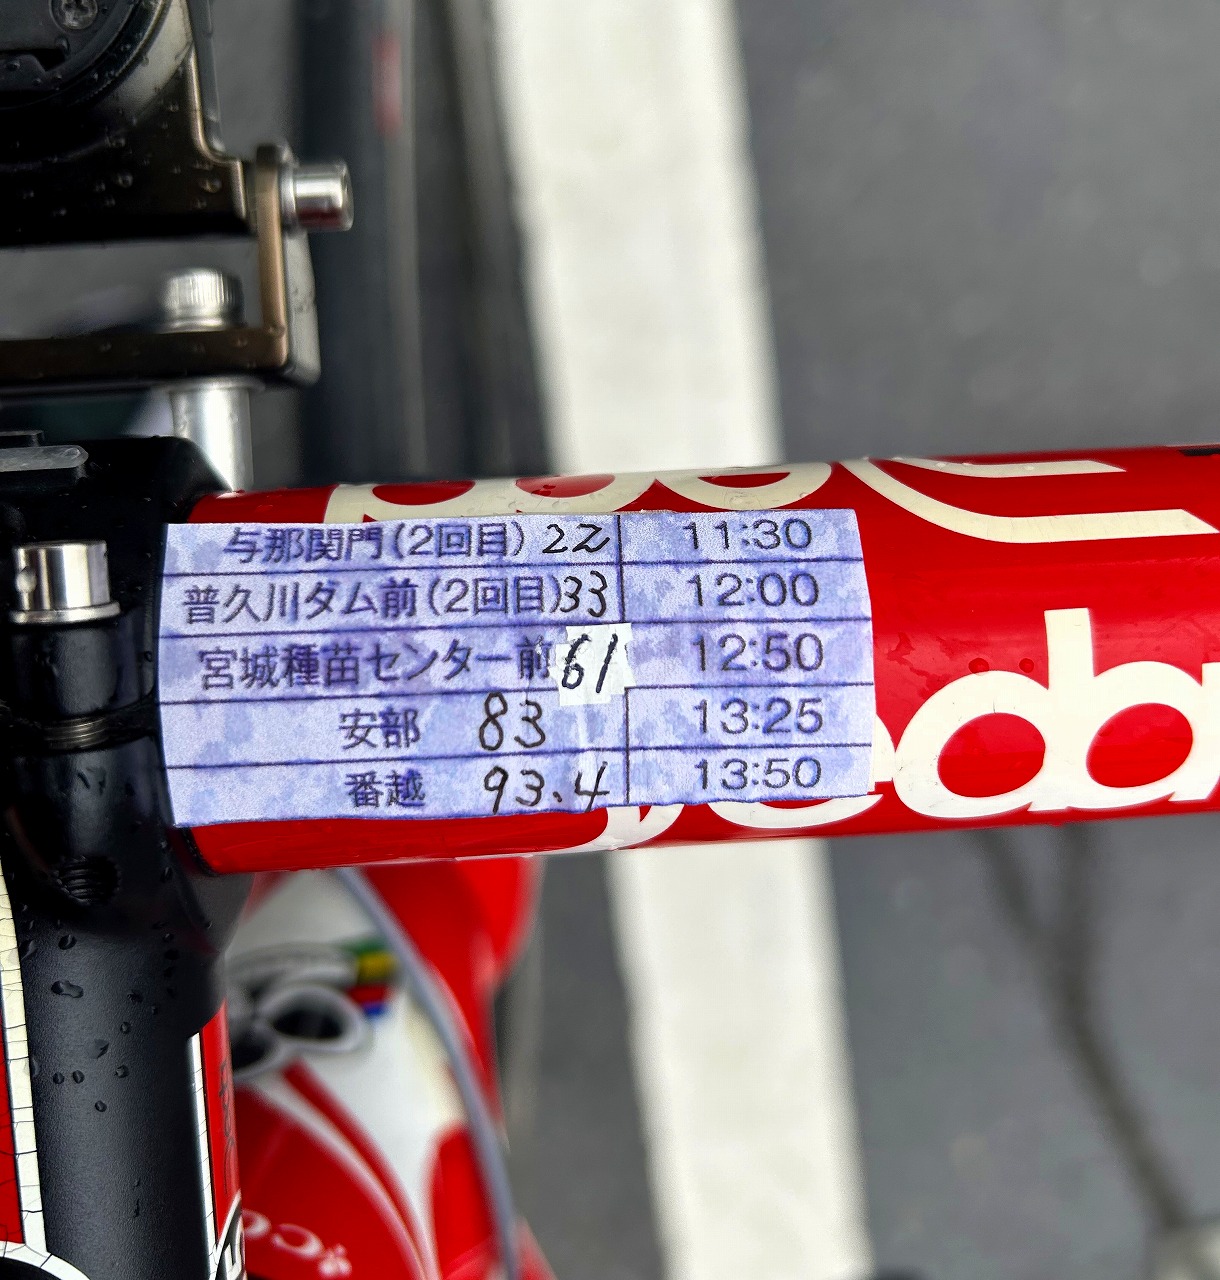 与那関門(2回目) 22 11:30
普久川ダム前(2回目)33 12:00
宮城種苗センター前61 12:50
安部 83 13:25
番越 93.4 13:50